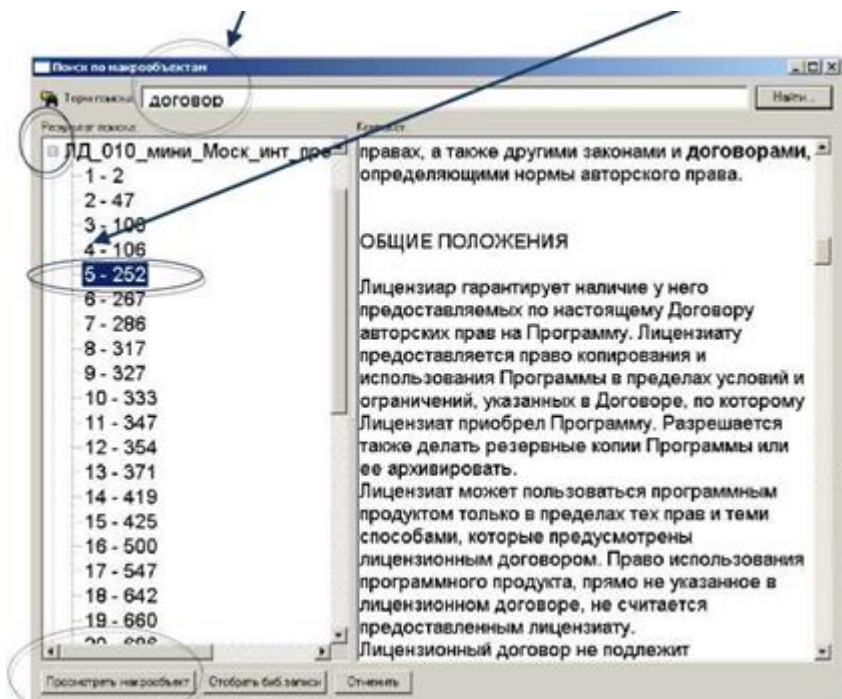 Поиск по макрообъектам
Терм поиска
договор
Найти...
Результат поиска
Контекст
ЛД_010_мини_Моск_инт_пре
1 - 2
2 - 47
3 - 100
4 - 106
5 - 252
6 - 267
7 - 286
8 - 317
9 - 327
10 - 333
11 - 347
12 - 354
13 - 371
14 - 419
15 - 425
16 - 500
17 - 547
18 - 642
19 - 660
правах, а также другими законами и договорами,
определяющими нормы авторского права.
ОБЩИЕ ПОЛОЖЕНИЯ
Лицензиар гарантирует наличие у него
предоставляемых по настоящему Договору
авторских прав на Программу. Лицензиату
предоставляется право копирования и
использования Программы в пределах условий и
ограничений, указанных в Договоре, по которому
Лицензиат приобрел Программу. Разрешается
также делать резервные копии Программы или
ее архивировать.
Лицензиат может пользоваться программным
продуктом только в пределах тех прав и теми
способами, которые предусмотрены
лицензионным договором. Право использования
программного продукта, прямо не указанное в
лицензионном договоре, не считается
предоставленным лицензиату.
Лицензионный договор не подлежит
Просмотреть макрообъект
Отобрать биб.записи
Отменить